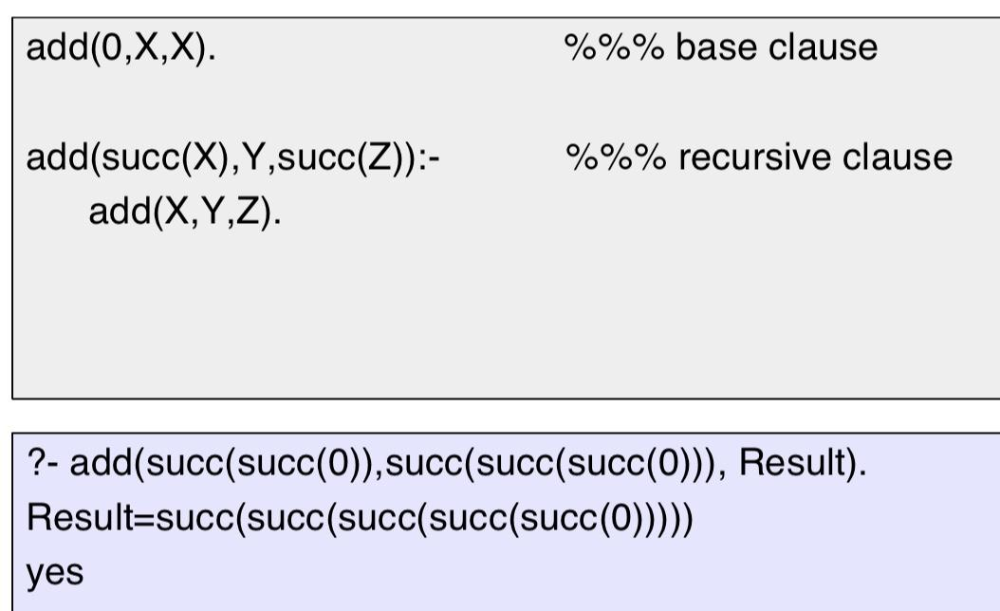 add(0,X,X). %%% base clause
add(succ(X),Y,succ(Z)):- %%% recursive clause
add(X,Y,Z).
?- add(succ(succ(0)),succ(succ(succ(0))), Result).
Result=succ(succ(succ(succ(succ(0)))))
yes